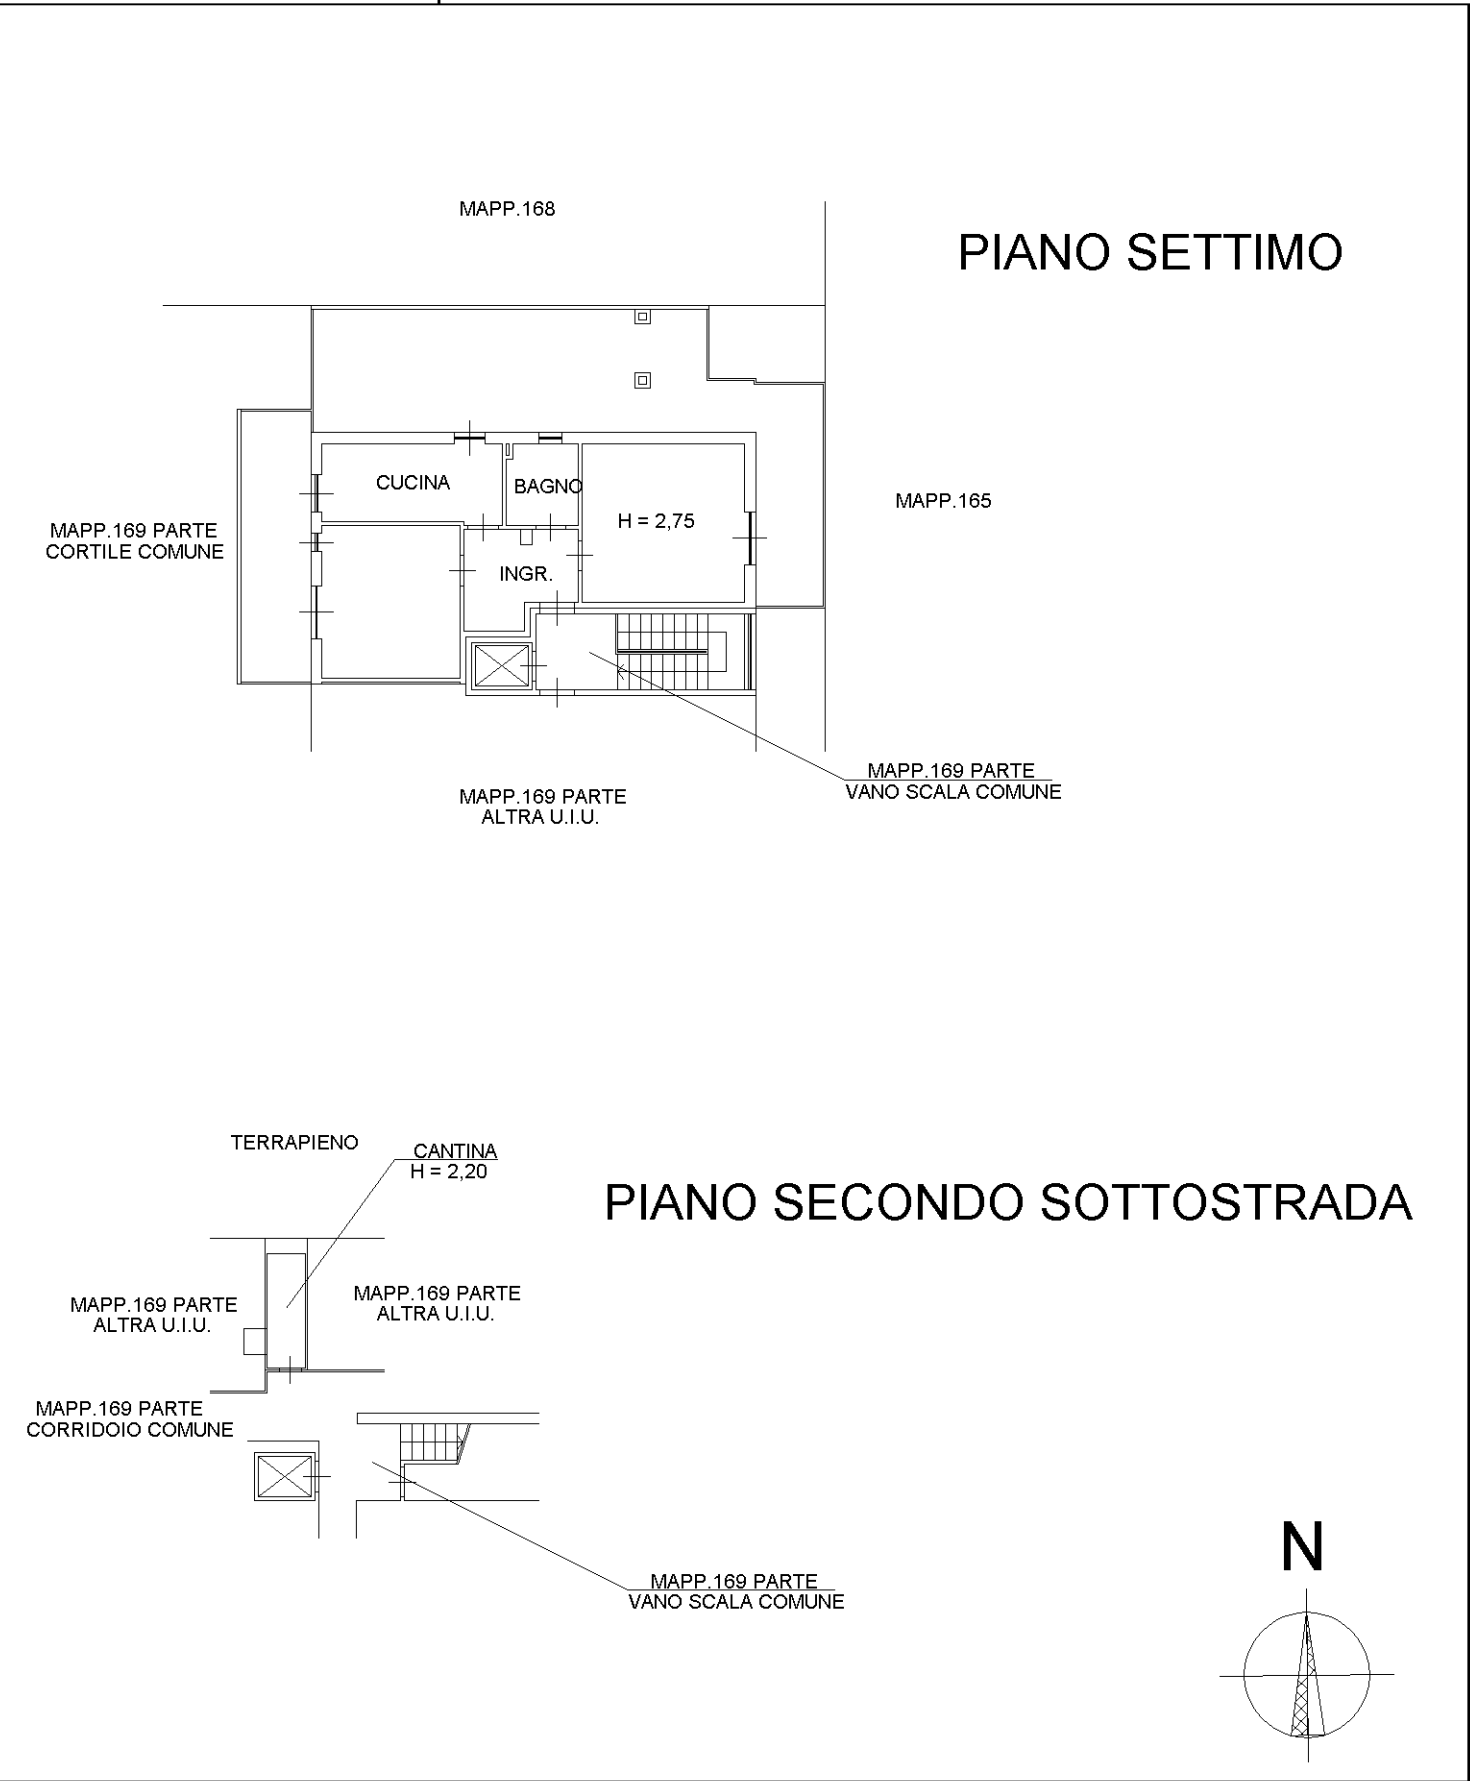 MAPP.168
PIANO SETTIMO
CUCINA
BAGNO
H = 2,75
MAPP.165
MAPP.169 PARTE
CORTILE COMUNE
INGR.
MAPP.169 PARTE
VANO SCALA COMUNE
MAPP.169 PARTE
ALTRA U.I.U.
TERRAPIENO
CANTINA
H = 2,20
PIANO SECONDO SOTTOSTRADA
MAPP.169 PARTE
ALTRA U.I.U.
MAPP.169 PARTE
ALTRA U.I.U.
MAPP.169 PARTE
CORRIDOIO COMUNE
MAPP.169 PARTE
VANO SCALA COMUNE
N